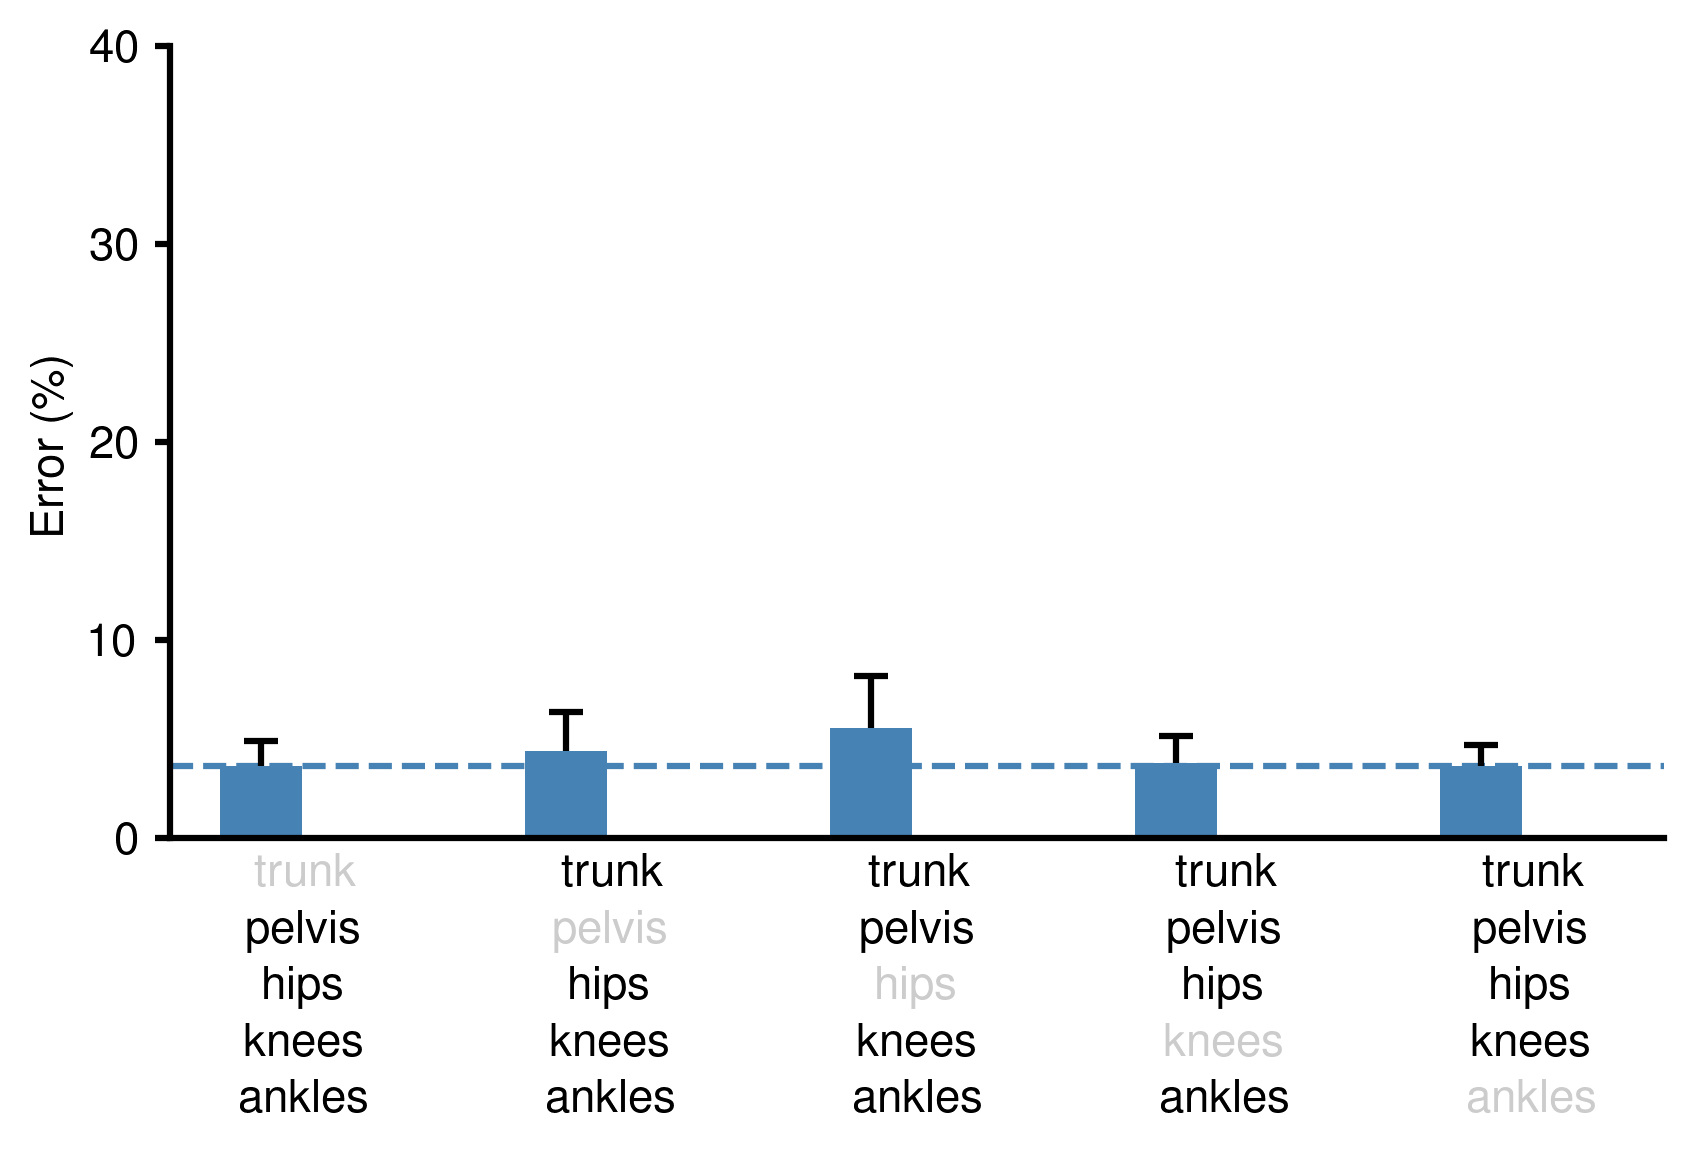 40
30
20
10
0
Error (%)
trunk trunk trunk trunk trunk
pelvis pelvis pelvis pelvis pelvis
hips hips hips hips hips
knees knees knees knees knees
ankles ankles ankles ankles ankles